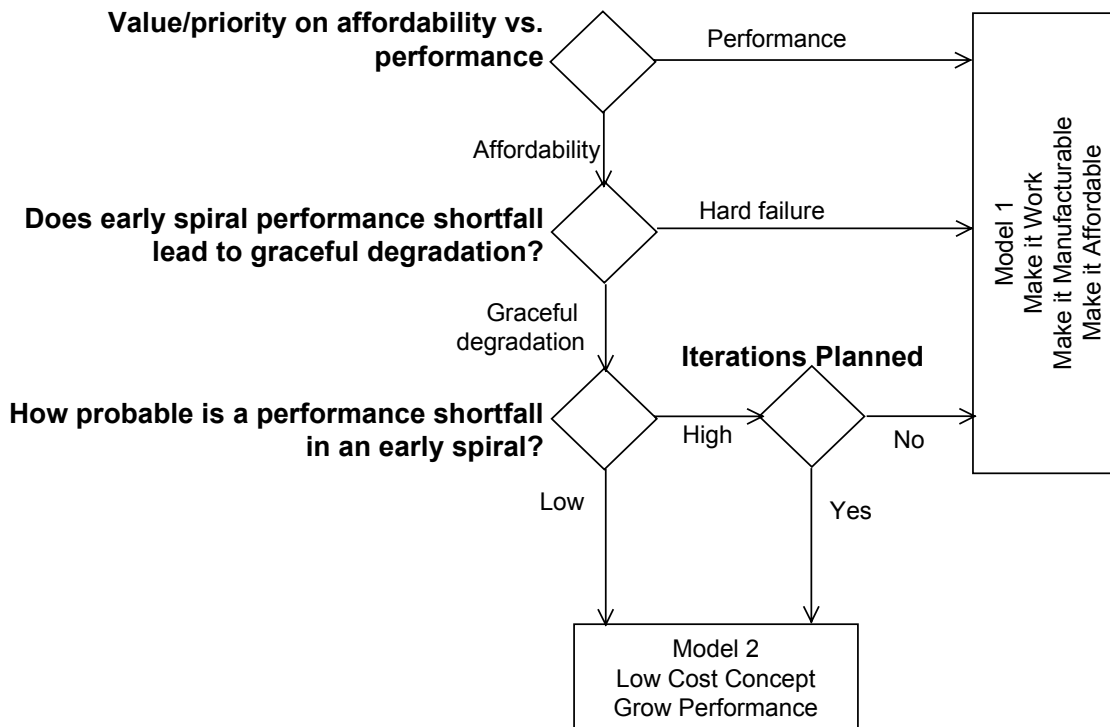 Value/priority on affordability vs.
performance
Performance
Affordability
Does early spiral performance shortfall
lead to graceful degradation?
Hard failure
Graceful
degradation
Iterations Planned
How probable is a performance shortfall
in an early spiral?
High
No
Low
Yes
Model 1
Make it Work
Make it Manufacturable
Make it Affordable
Model 2
Low Cost Concept
Grow Performance